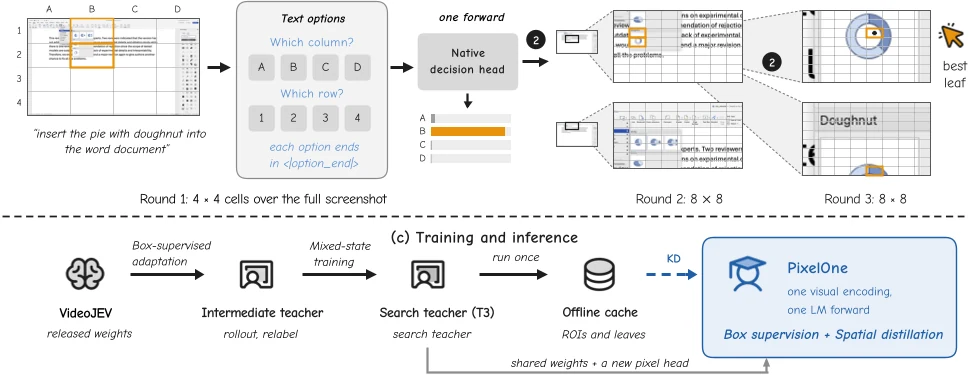 A B C D
1
2
3
4
"insert the pie with doughnut into
the word document"
Text options
Which column?
A B C D
Which row?
1 2 3 4
each option ends
in <|option_end|>
one forward
Native
decision head
A
B
C
D
2
2
Doughnut
best
leaf
Round 1: 4 × 4 cells over the full screenshot
Round 2: 8 × 8
Round 3: 8 × 8
(c) Training and inference
Box-supervised
adaptation
Mixed-state
training
run once
KD
VideoJEV
released weights
Intermediate teacher
rollout, relabel
Search teacher (T3)
search teacher
Offline cache
ROIs and leaves
PixelOne
one visual encoding,
one LM forward
Box supervision + Spatial distillation
shared weights + a new pixel head